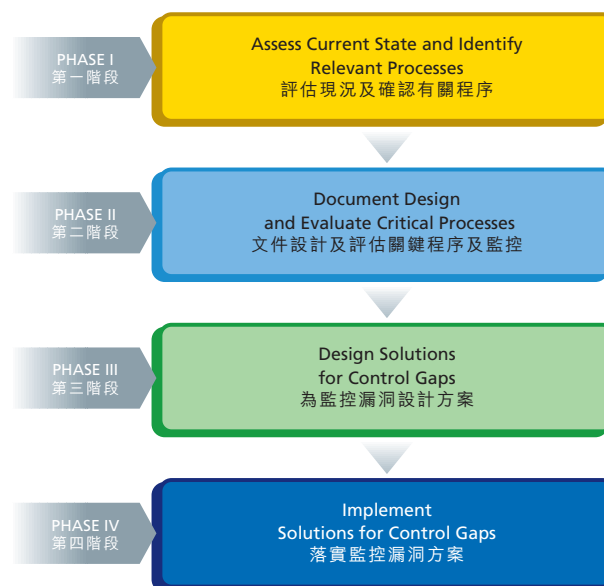 PHASE I
第一階段
Assess Current State and Identify
Relevant Processes
評估現況及確認有關程序
PHASE II
第二階段
Document Design
and Evaluate Critical Processes
文件設計及評估關鍵程序及監控
PHASE III
第三階段
Design Solutions
for Control Gaps
為監控漏洞設計方案
PHASE IV
第四階段
Implement
Solutions for Control Gaps
落實監控漏洞方案